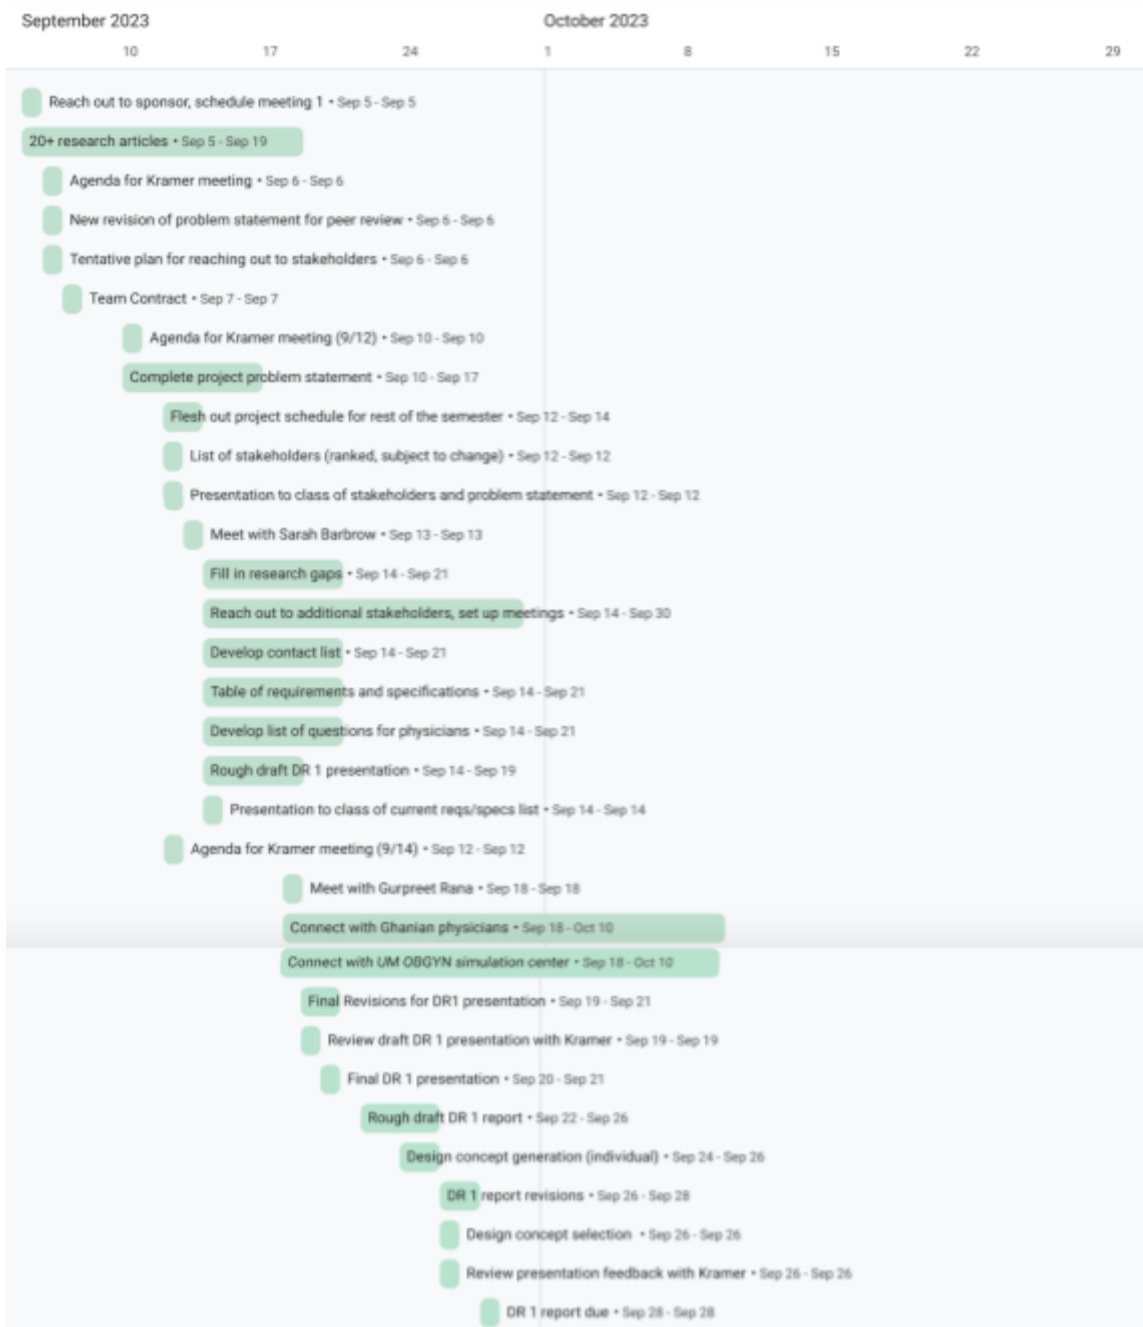 September 2023 October 2023
10 17 24 1 8 15 22 29
Reach out to sponsor, schedule meeting 1 • Sep 5 - Sep 5
20+ research articles • Sep 5 - Sep 19
Agenda for Kramer meeting • Sep 6 - Sep 6
New revision of problem statement for peer review • Sep 6 - Sep 6
Tentative plan for reaching out to stakeholders • Sep 6 - Sep 6
Team Contract • Sep 7 - Sep 7
Agenda for Kramer meeting (9/12) • Sep 10 - Sep 10
Complete project problem statement • Sep 10 - Sep 17
Flesh out project schedule for rest of the semester • Sep 12 - Sep 14
List of stakeholders (ranked, subject to change) • Sep 12 - Sep 12
Presentation to class of stakeholders and problem statement • Sep 12 - Sep 12
Meet with Sarah Barbrow • Sep 13 - Sep 13
Fill in research gaps • Sep 14 - Sep 21
Reach out to additional stakeholders, set up meetings • Sep 14 - Sep 30
Develop contact list • Sep 14 - Sep 21
Table of requirements and specifications • Sep 14 - Sep 21
Develop list of questions for physicians • Sep 14 - Sep 21
Rough draft DR 1 presentation • Sep 14 - Sep 19
Presentation to class of current reqs/specs list • Sep 14 - Sep 14
Agenda for Kramer meeting (9/14) • Sep 12 - Sep 12
Meet with Gurpreet Rana • Sep 18 - Sep 18
Connect with Ghanian physicians • Sep 18 - Oct 10
Connect with UM OBGYN simulation center • Sep 18 - Oct 10
Final Revisions for DR1 presentation • Sep 19 - Sep 21
Review draft DR 1 presentation with Kramer • Sep 19 - Sep 19
Final DR 1 presentation • Sep 20 - Sep 21
Rough draft DR 1 report • Sep 22 - Sep 26
Design concept generation (individual) • Sep 24 - Sep 26
DR 1 report revisions • Sep 26 - Sep 28
Design concept selection • Sep 26 - Sep 26
Review presentation feedback with Kramer • Sep 26 - Sep 26
DR 1 report due • Sep 28 - Sep 28